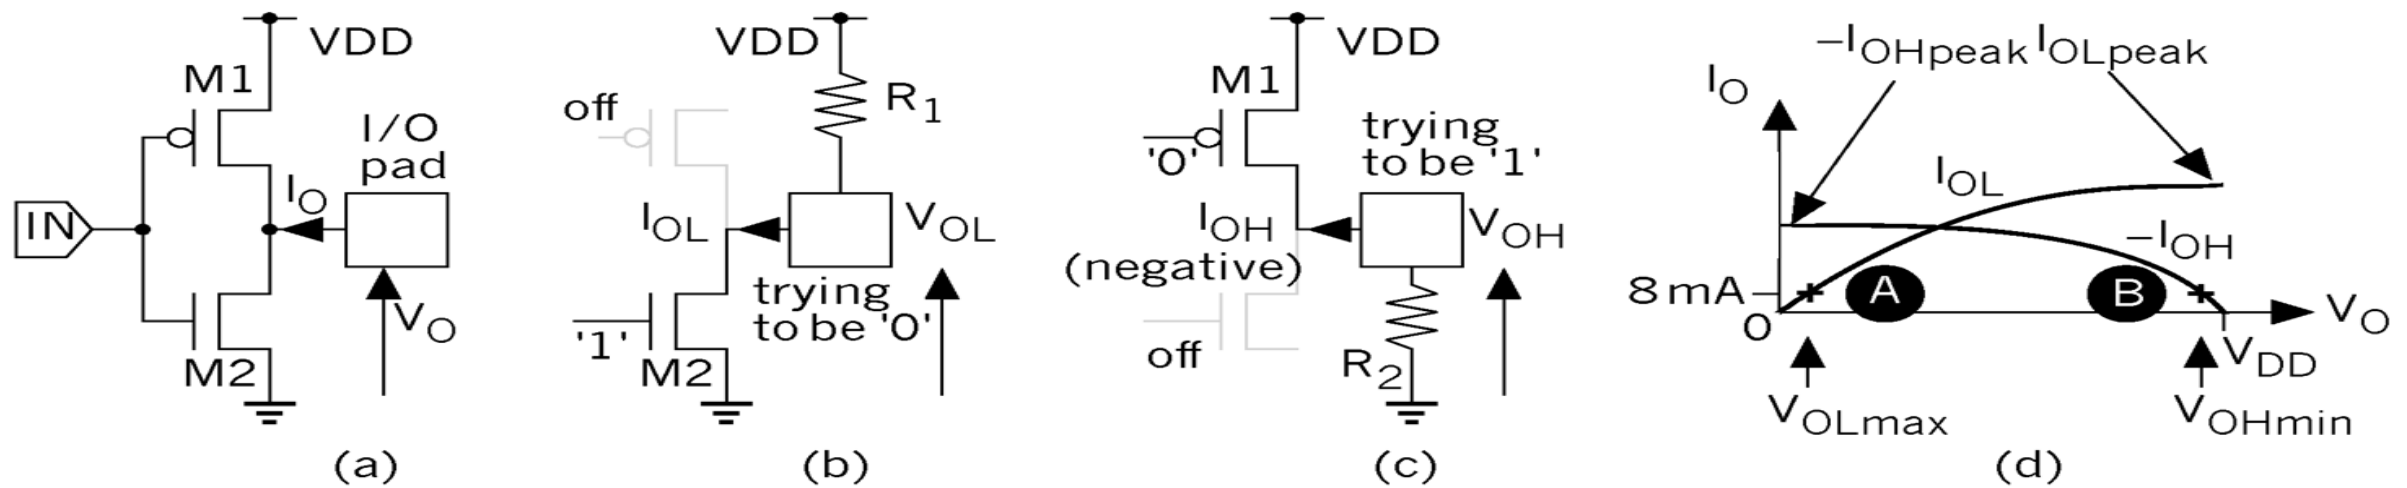 VDD
M1
I/O
pad
IO
IN
VO
M2
(a)
VDD
off
R1
IOL
VOL
trying
to be '0'
'1'
M2
(b)
VDD
M1
trying
to be '1'
'0'
IOH
(negative)
VOH
off
R2
(c)
–IOHpeak IOLpeak
IO
IOL
–IOH
8 mA
A
B
0
VO
VDD
VOLmax
VOHmin
(d)